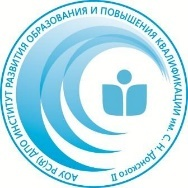 АОУ РС(Я) ДПО ИНСТИТУТ РАЗВИТИЯ ОБРАЗОВАНИЯ И ПОВЫШЕНИЯ КВАЛИФИКАЦИИ им. С. Н. Донского II